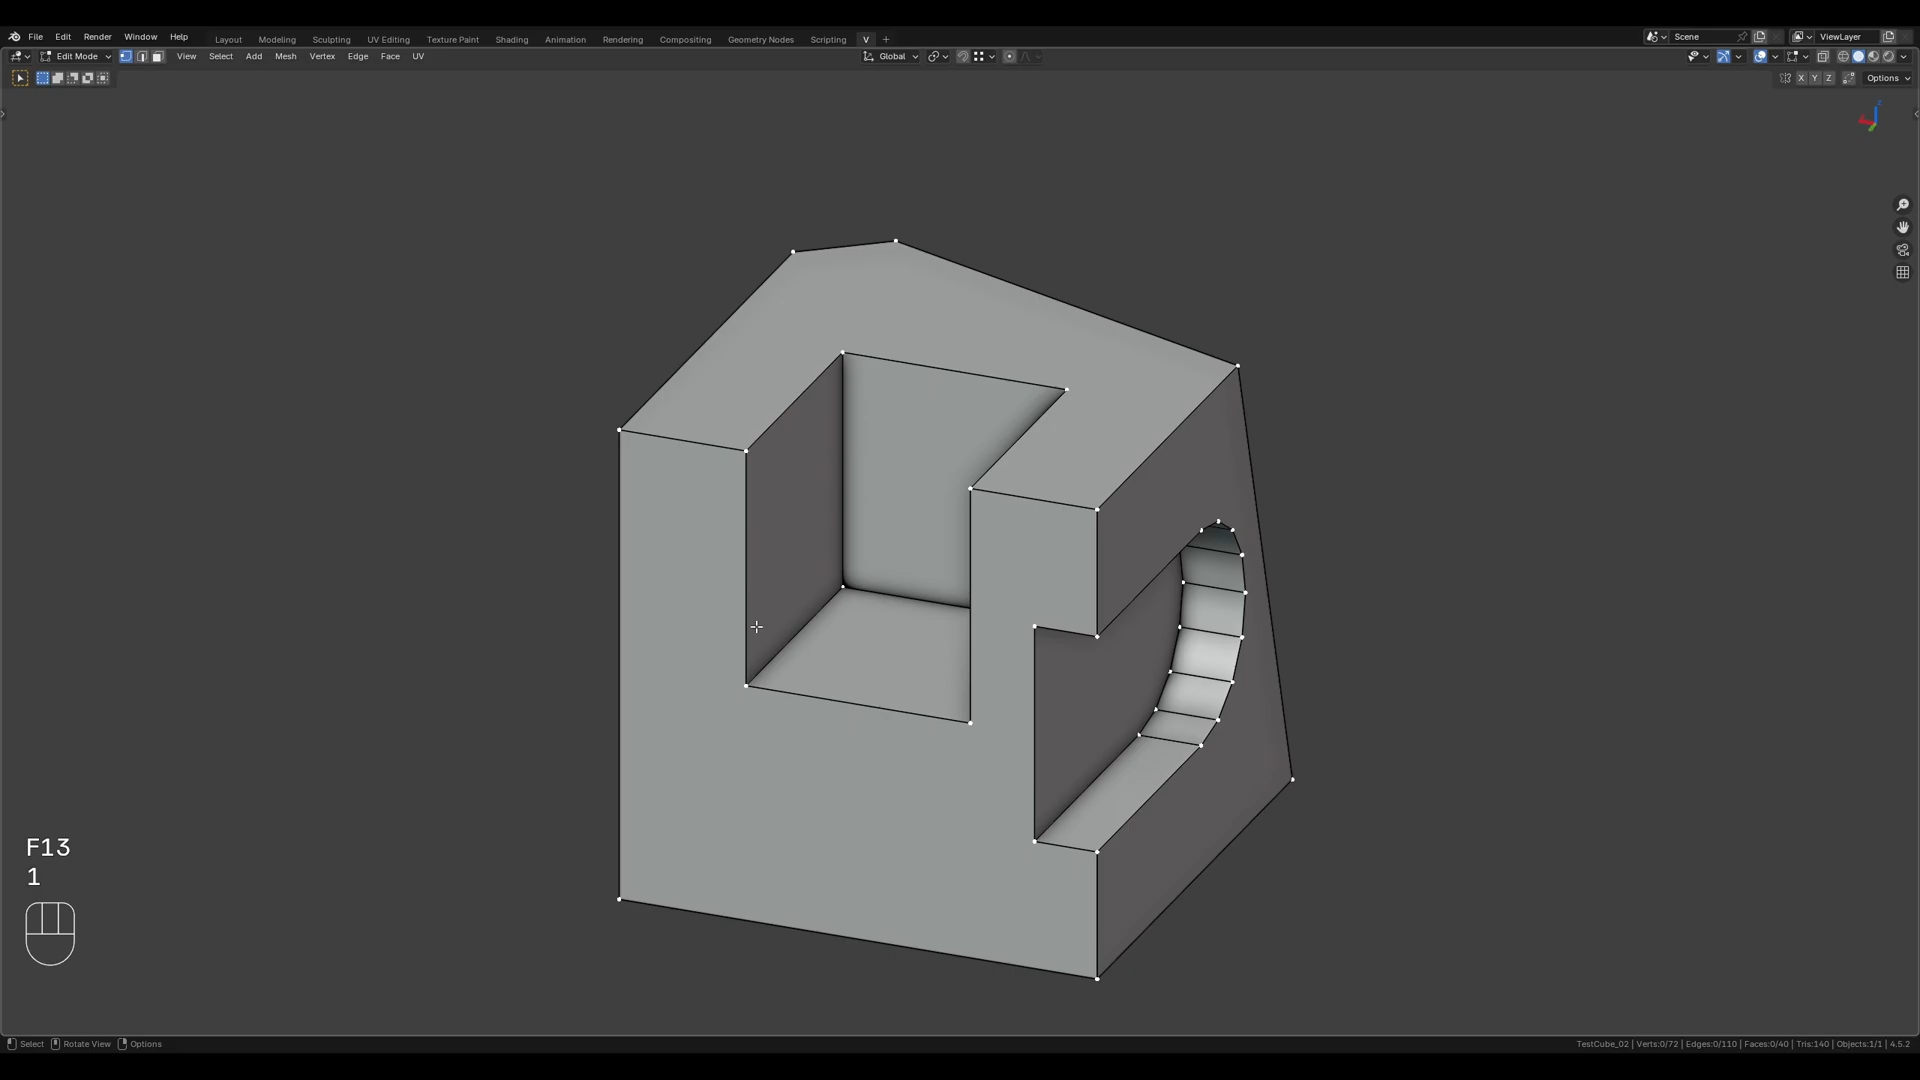 File Edit Render Window Help Layout Modeling Sculpting UV Editing Texture Paint Shading Animation Rendering Compositing Geometry Nodes Scripting V + Scene ViewLayer
Edit Mode View Select Add Mesh Vertex Edge Face UV Global
X Y Z Options
Z
F13
1
Select Rotate View Options TestCube_02 | Verts:0/72 | Edges:0/110 | Faces:0/40 | Tris:140 | Objects:1/1 | 4.5.2